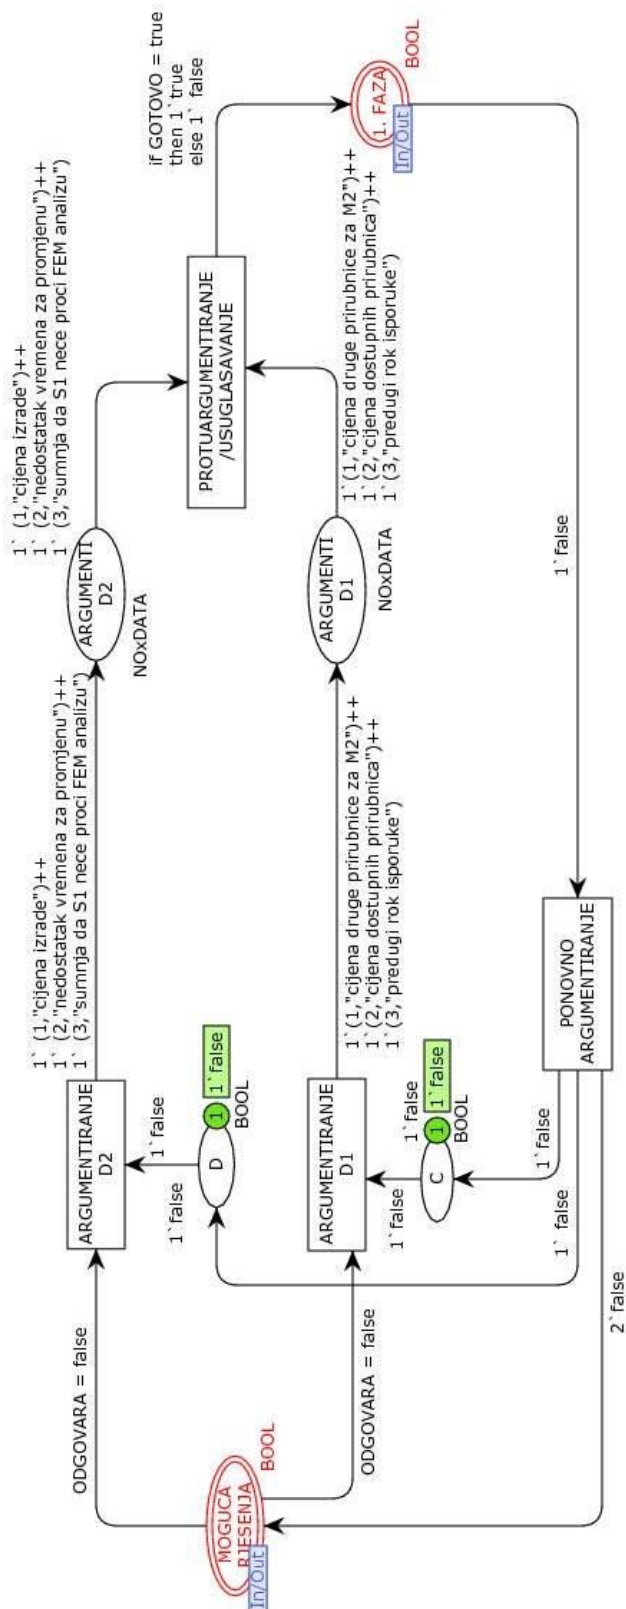 ODGOVARA = false
ARGUMENTIRANJE
D2
1` (1,"cijena izrade")++
1` (2,"nedostatak vremena za promjenu")++
1` (3,"sumnja da S1 nece proci FEM analizu")
ARGUMENTI
D2
NOxDATA
1` (1,"cijena izrade")++
1` (2,"nedostatak vremena za promjenu")++
1` (3,"sumnja da S1 nece proci FEM analizu")
if GOTOVO = true
then 1`true
else 1` false
1`false
1`false
D
1
1`false
BOOL
MOGUCA
RJESENJA
In/Out
BOOL
PROTUARGUMENTIRANJE
/USUGLASAVANJE
1. FAZA
In/Out
BOOL
ODGOVARA = false
ARGUMENTIRANJE
D1
1`(1,"cijena druge prirubnice za M2")++
1`(2,"cijena dostupnih prirubnica")++
1`(3,"predugi rok isporuke")
ARGUMENTI
D1
NOxDATA
1`(1,"cijena druge prirubnice za M2")++
1`(2,"cijena dostupnih prirubnica")++
1`(3,"predugi rok isporuke")
1`false
1`false
C
1
1`false
BOOL
1`false
1` false
2`false
PONOVNO
ARGUMENTIRANJE
1`false